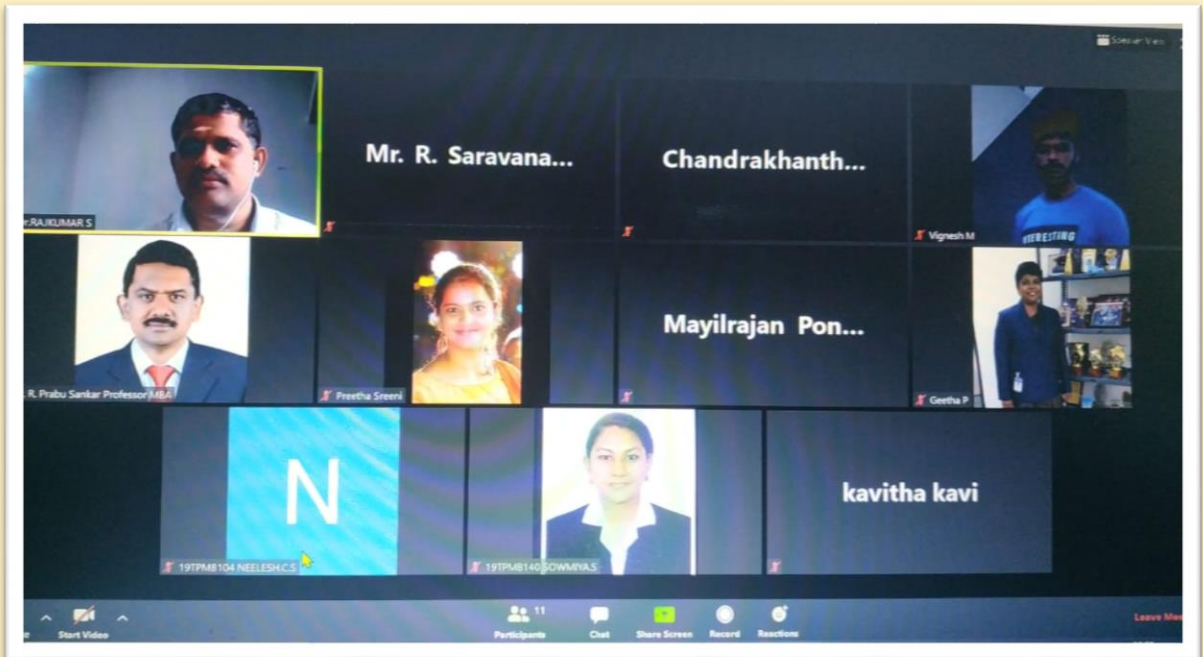 Speaker View
r.RAJKUMAR S
Mr. R. Saravana...
Chandrakhanth...
Vignesh M
TERESTING
. R. Prabu Sankar Professor MBA
Preetha Sreeni
Mayilrajan Pon...
Geetha P
N
19TPMB104 NEELESH.C.S
19TPMB140 SOWMIYA.S
kavitha kavi
e
Start Video
Participants
11
Chat
Share Screen
Record
Reactions
Leave Mee